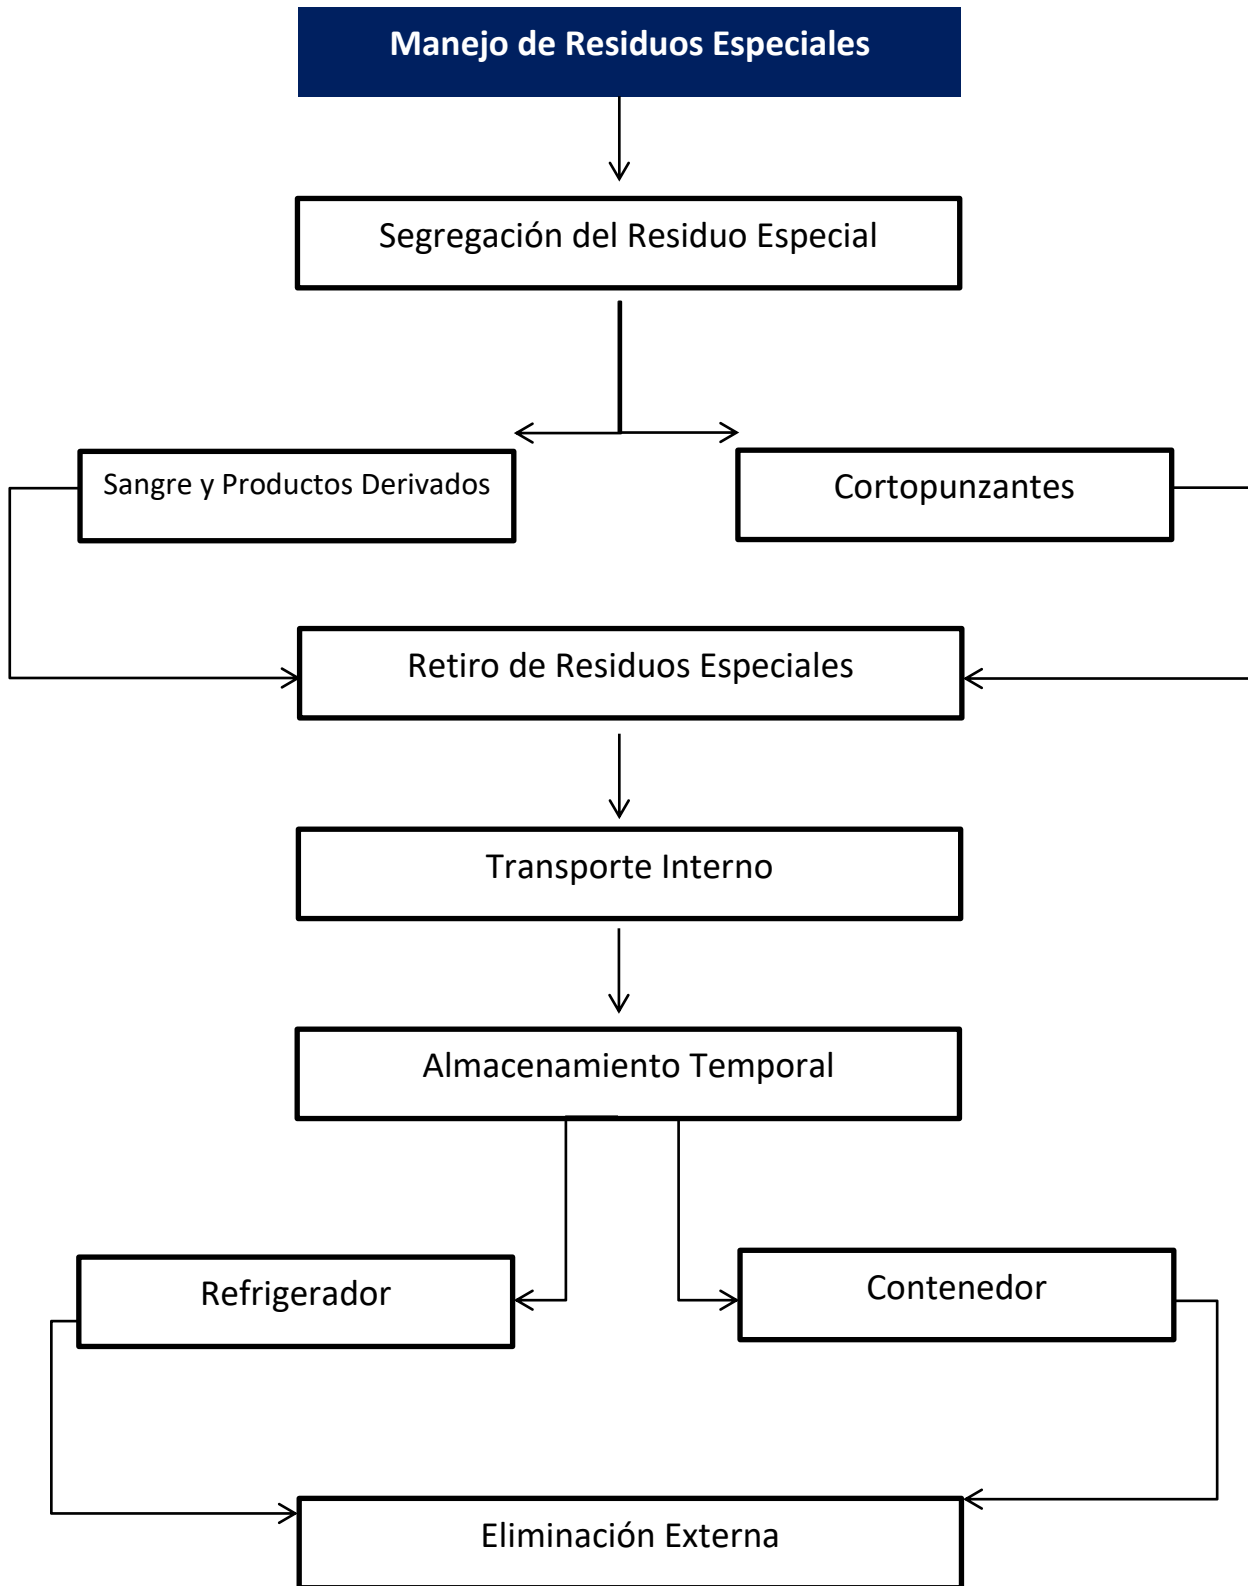 Manejo de Residuos Especiales
Segregación del Residuo Especial
Sangre y Productos Derivados
Cortopunzantes
Retiro de Residuos Especiales
Transporte Interno
Almacenamiento Temporal
Refrigerador
Contenedor
Eliminación Externa